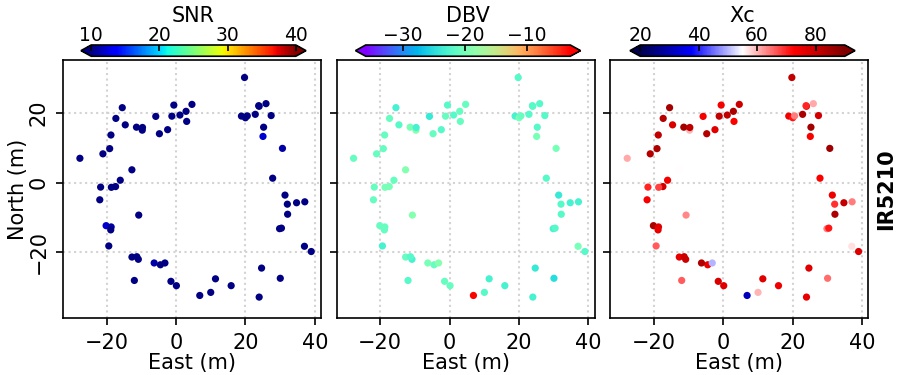 SNR DBV Xc
10 20 30 40 −30 −20 −10 20 40 60 80
North (m)
20
0
−20
IR5210
−20 0 20 40 −20 0 20 40 −20 0 20 40
East (m) East (m) East (m)